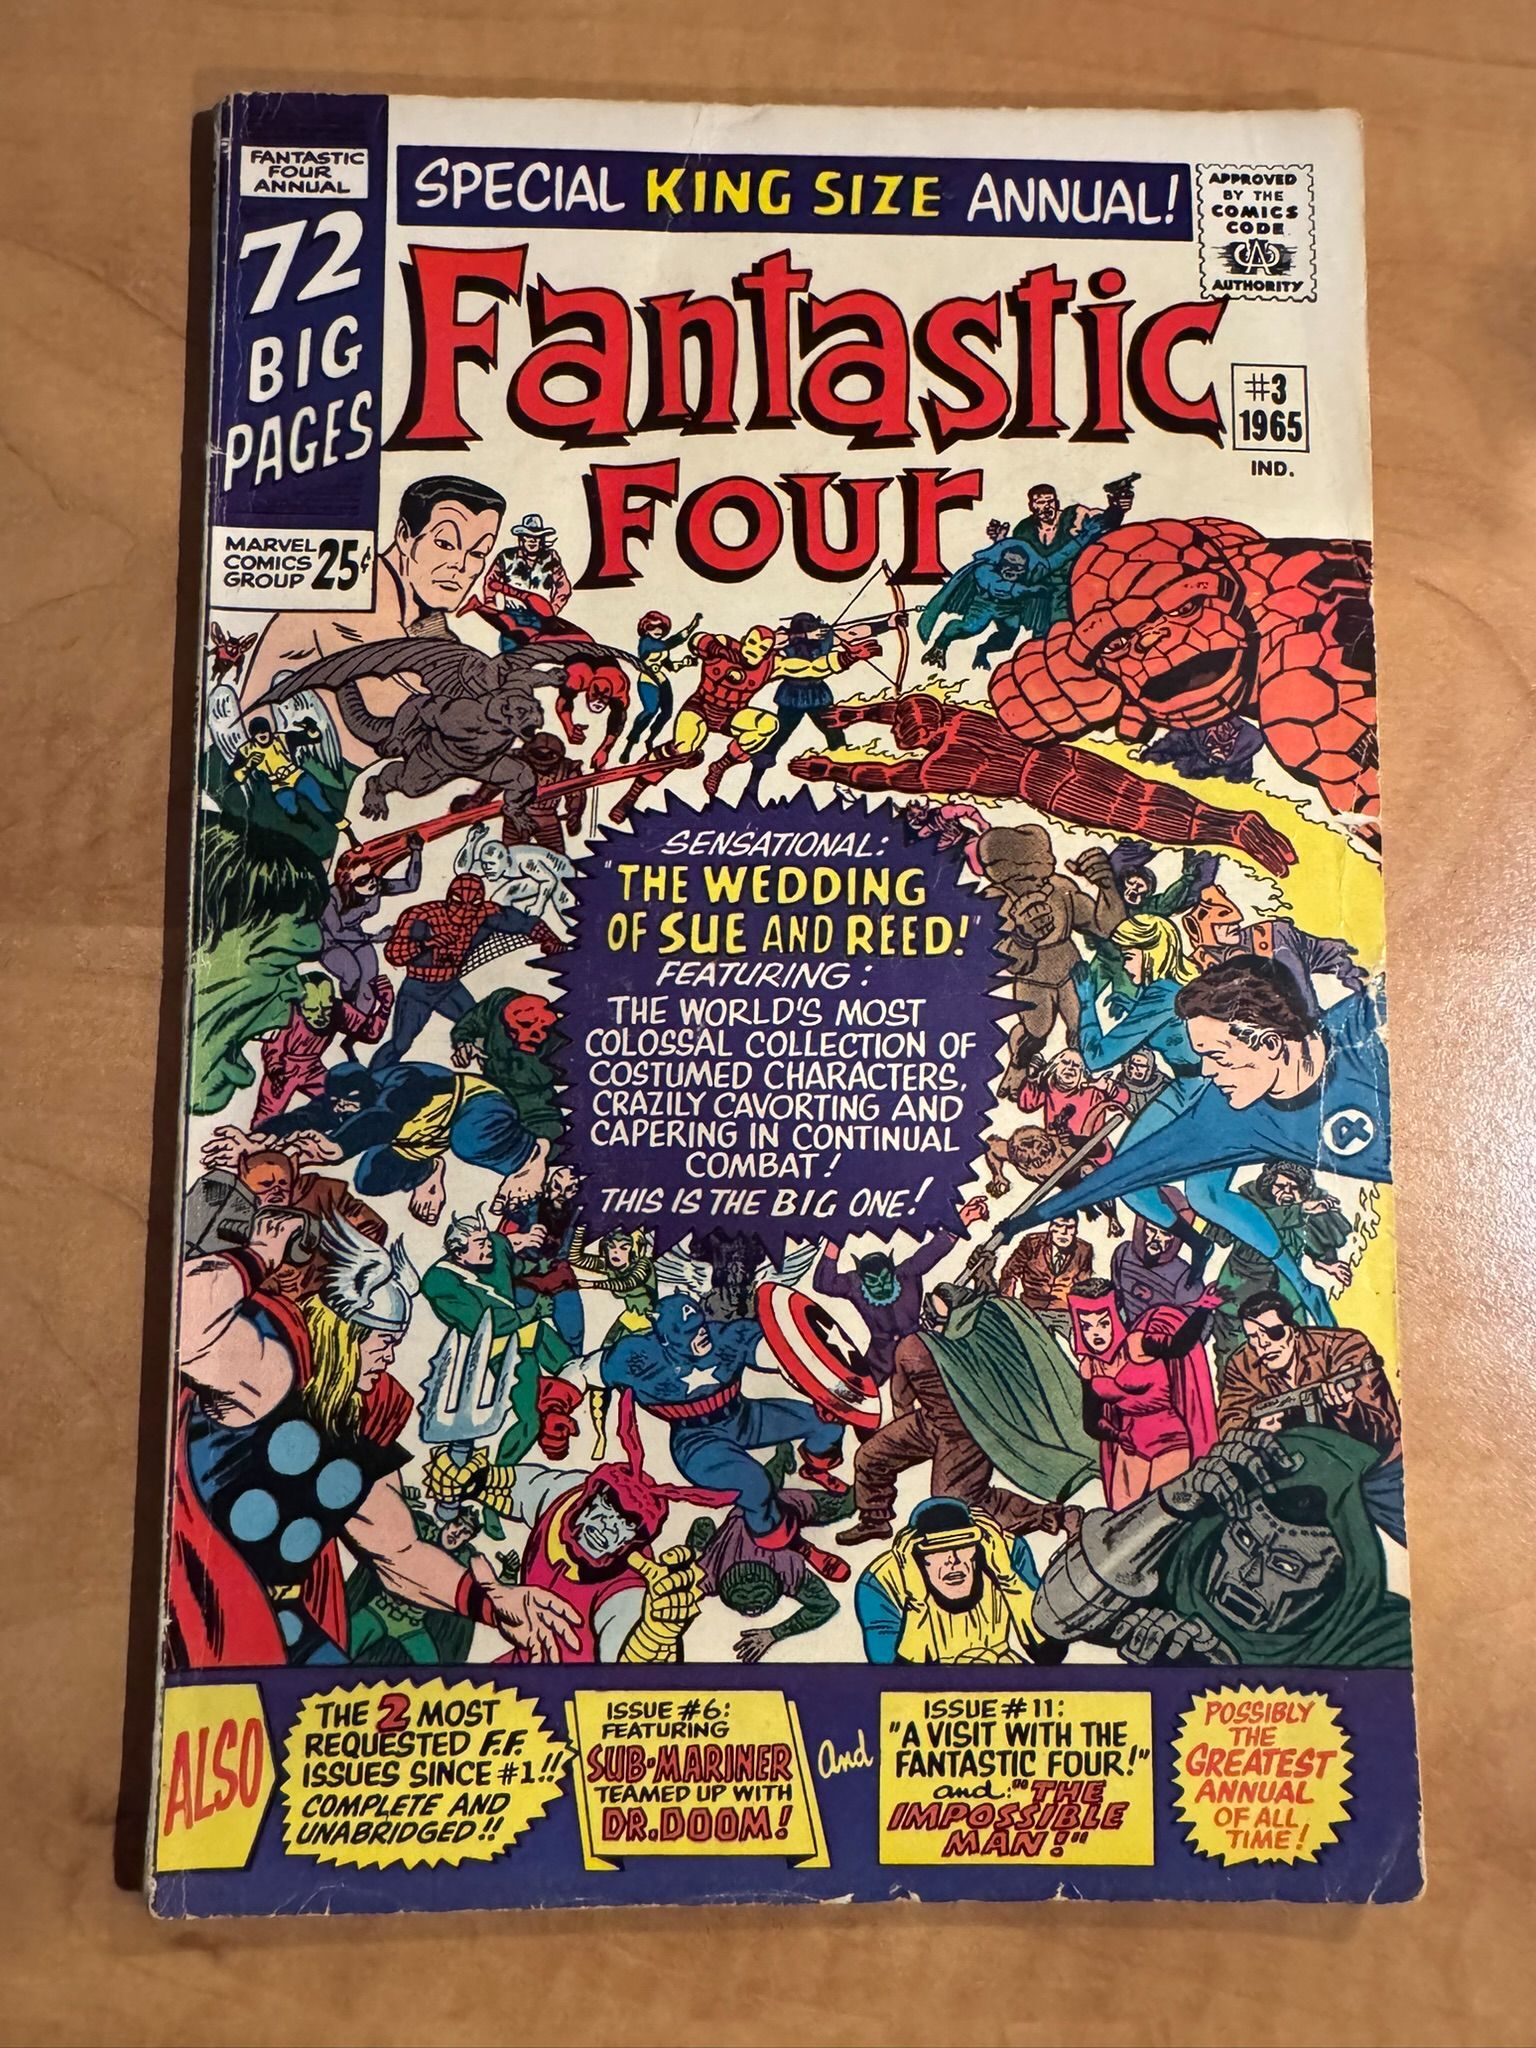 FANTASTIC
FOUR
ANNUAL
72
BIG
PAGES
MARVEL
COMICS
GROUP 25¢
SPECIAL KING SIZE ANNUAL!
APPROVED
BY THE
COMICS
CODE
CA
AUTHORITY
Fantastic
Four
#3
1965
IND.
SENSATIONAL:
"THE WEDDING
OF SUE AND REED!"
FEATURING:
THE WORLD'S MOST
COLOSSAL COLLECTION OF
COSTUMED CHARACTERS,
CRAZILY CAVORTING AND
CAPERING IN CONTINUAL
COMBAT!
THIS IS THE BIG ONE!
4
A
ALSO
THE 2 MOST
REQUESTED F.F.
ISSUES SINCE #1!!
COMPLETE AND
UNABRIDGED!!
ISSUE #6:
FEATURING
SUB-MARINER
TEAMED UP WITH
DR. DOOM!
And
ISSUE #11:
"A VISIT WITH THE
FANTASTIC FOUR!"
and: "THE
IMPOSSIBLE
MAN!"
POSSIBLY
THE
GREATEST
ANNUAL
OF ALL
TIME!